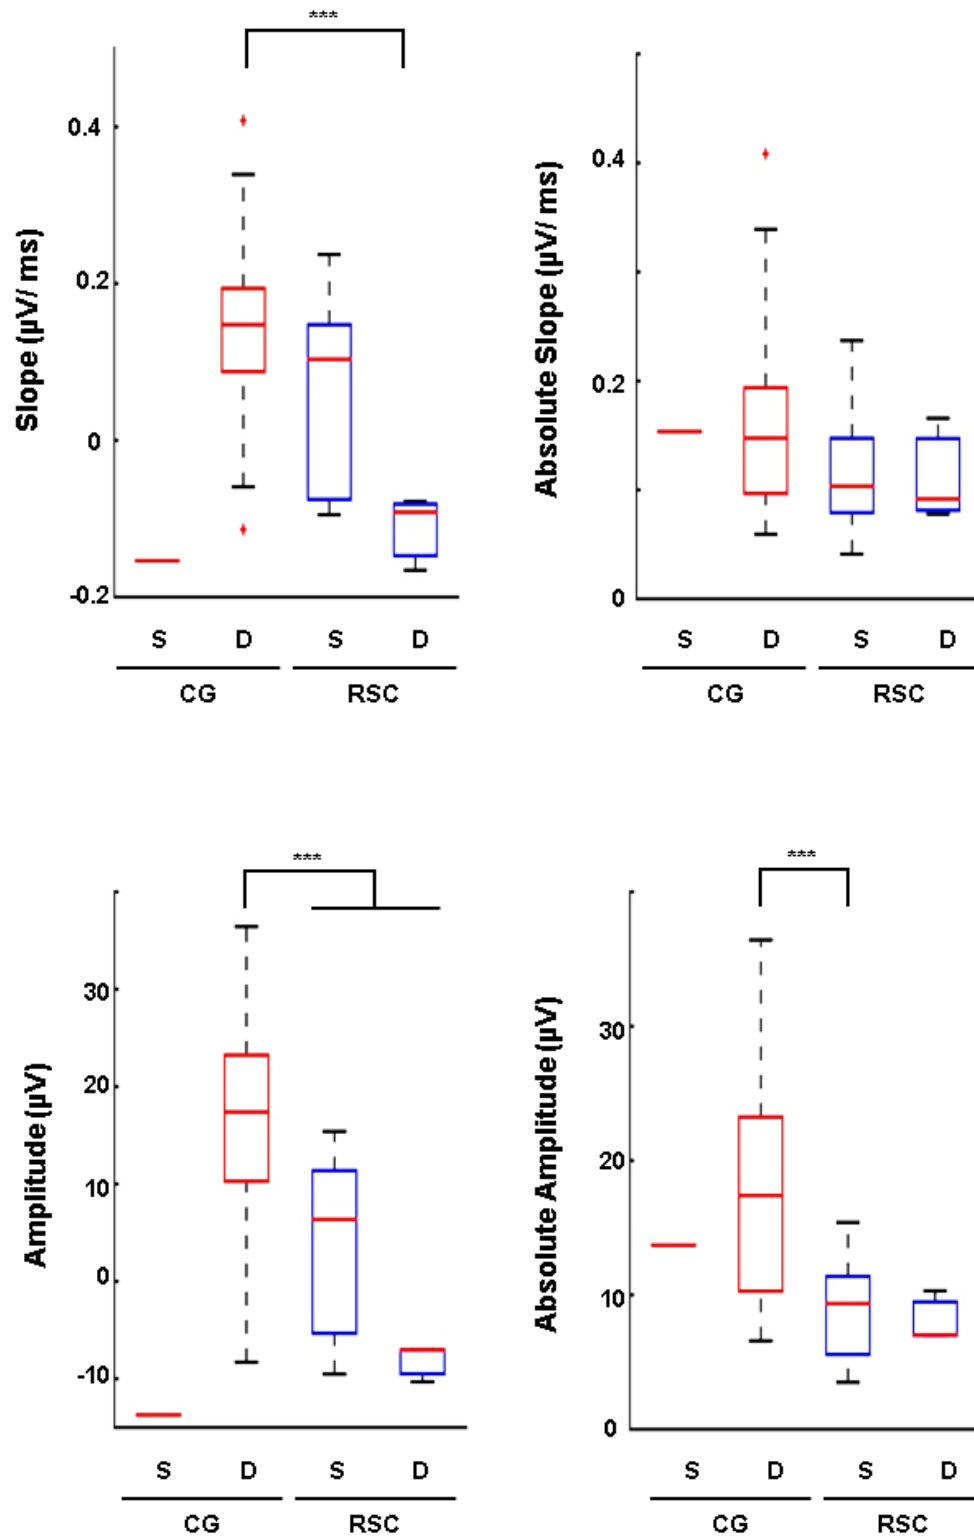 ***
Slope (µV/ ms)
0.4
0.2
0
-0.2
S D S D
CG RSC
Absolute Slope (µV/ ms)
0.4
0.2
0
S D S D
CG RSC
***
Amplitude (µV)
30
20
10
0
-10
S D S D
CG RSC
***
Absolute Amplitude (µV)
30
20
10
0
S D S D
CG RSC